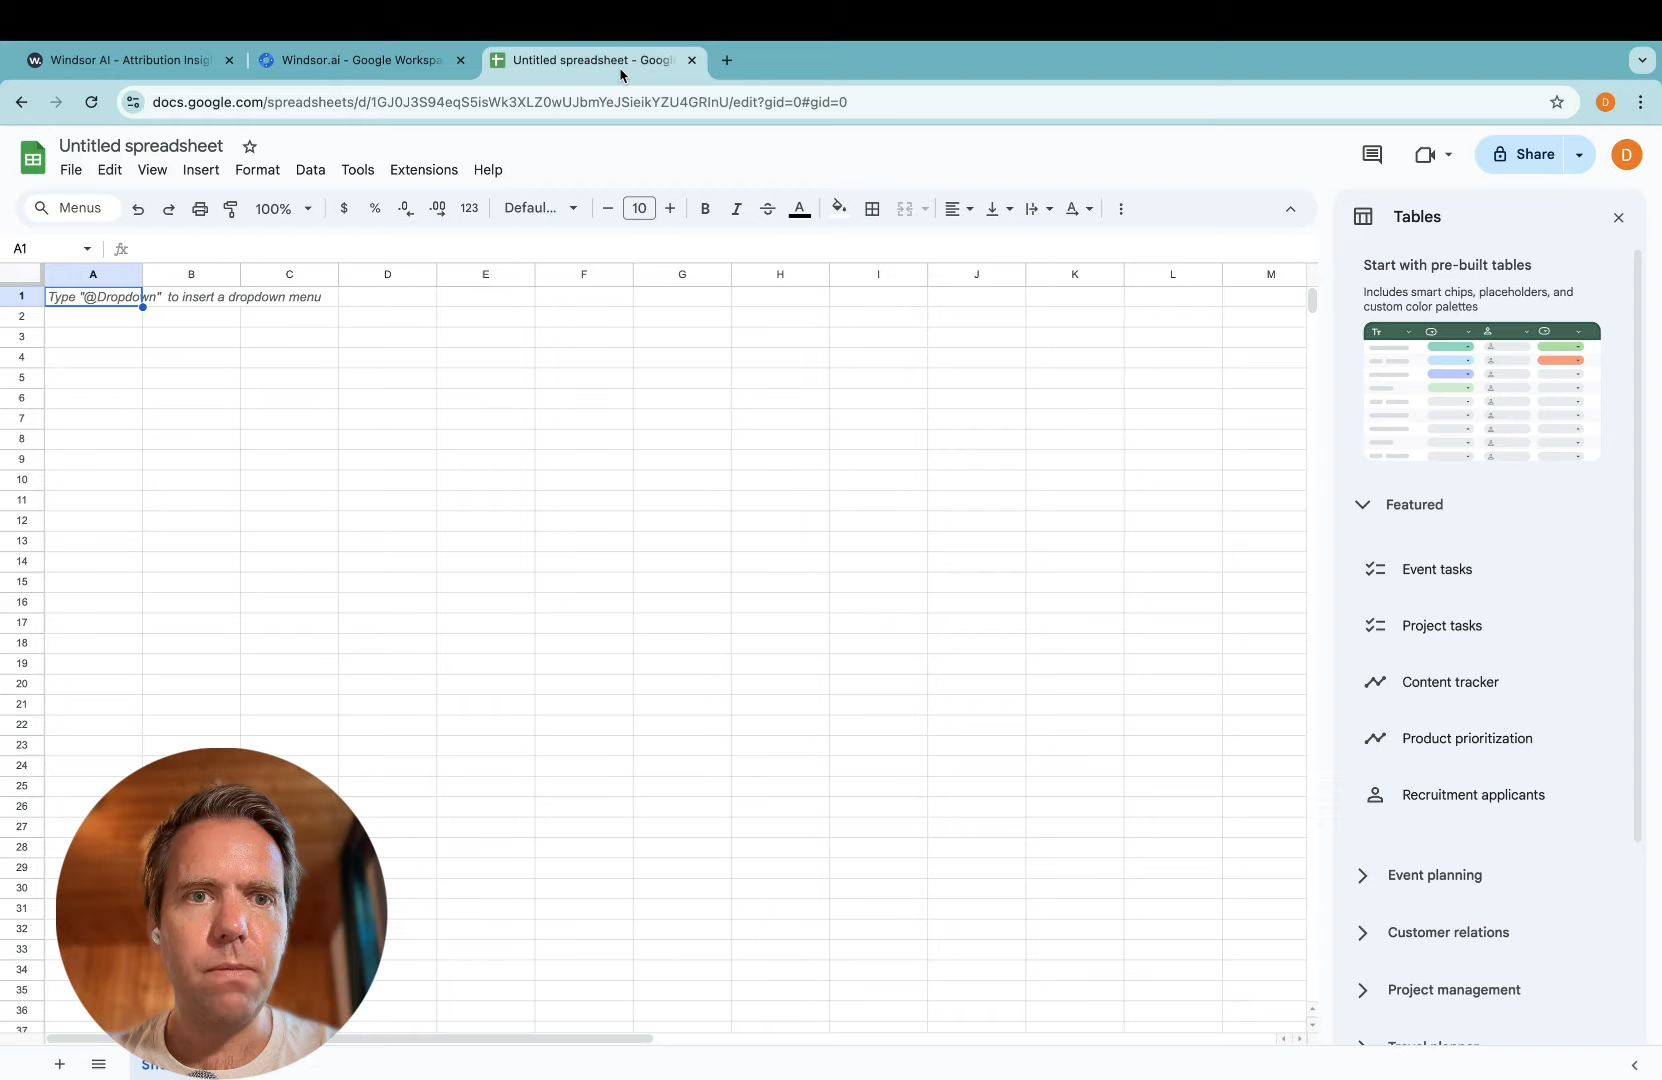 Windsor AI - Attribution Insig
Windsor.ai - Google Workspa
Untitled spreadsheet - Googl
docs.google.com/spreadsheets/d/1GJ0J3S94eqS5isWk3XLZ0wUJbmYeJSieikYZU4GRInU/edit?gid=0#gid=0
D
Untitled spreadsheet
Share
D
File Edit View Insert Format Data Tools Extensions Help
Menus
100%
$ % .0 .00 123
Defaul...
10
B I S A
Tables
A1
fx
Start with pre-built tables
Includes smart chips, placeholders, and
custom color palettes
A B C D E F G H I J K L M
1 Type "@Dropdown" to insert a dropdown menu
2
3
4
5
6
7
8
9
10
11
12
13
14
15
16
17
18
19
20
21
22
23
24
25
26
27
28
29
30
31
32
33
34
35
36
37
Featured
Event tasks
Project tasks
Content tracker
Product prioritization
Recruitment applicants
Event planning
Customer relations
Project management